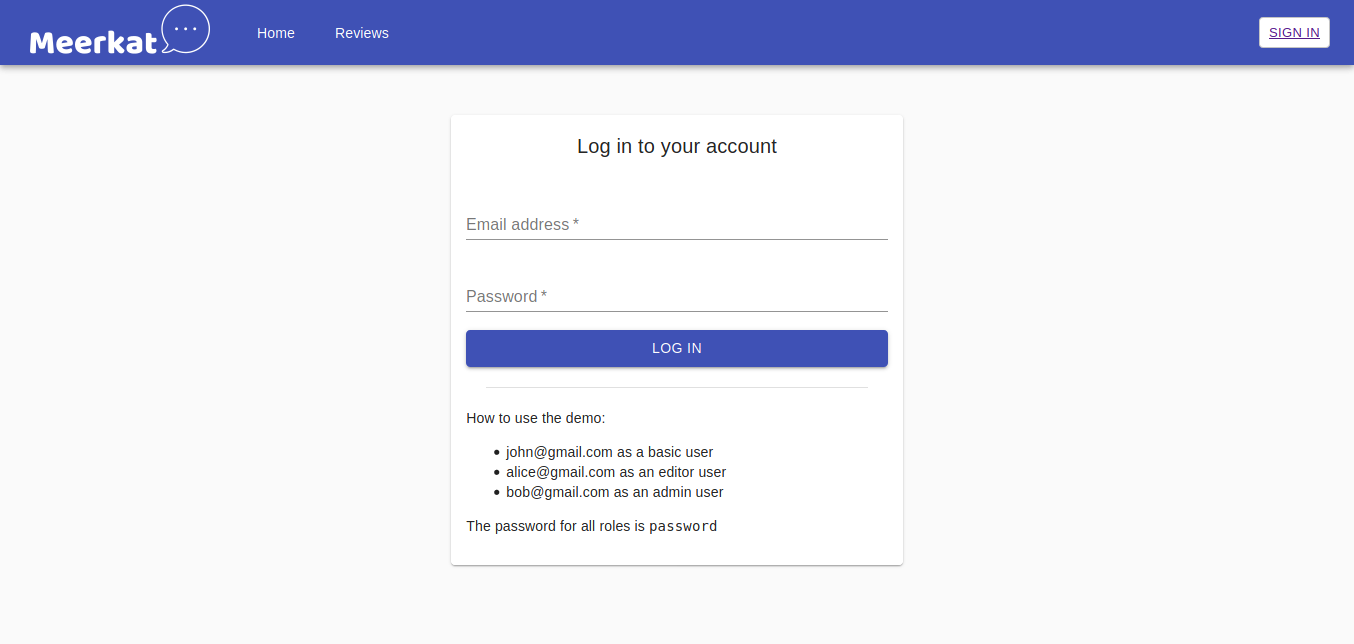 Meerkat
Home
Reviews
SIGN IN
Log in to your account
Email address *
Password *
LOG IN
How to use the demo:
• john@gmail.com as a basic user
• alice@gmail.com as an editor user
• bob@gmail.com as an admin user
The password for all roles is password